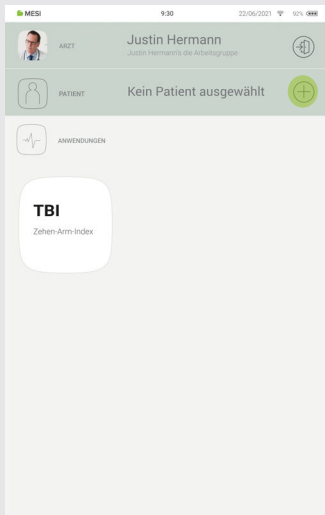 MESI 9:30 22/06/2021 92%
ARZT Justin Hermann
Justin Hermann's die Arbeitsgruppe
PATIENT Kein Patient ausgewählt
ANWENDUNGEN
TBI
Zehen-Arm-Index